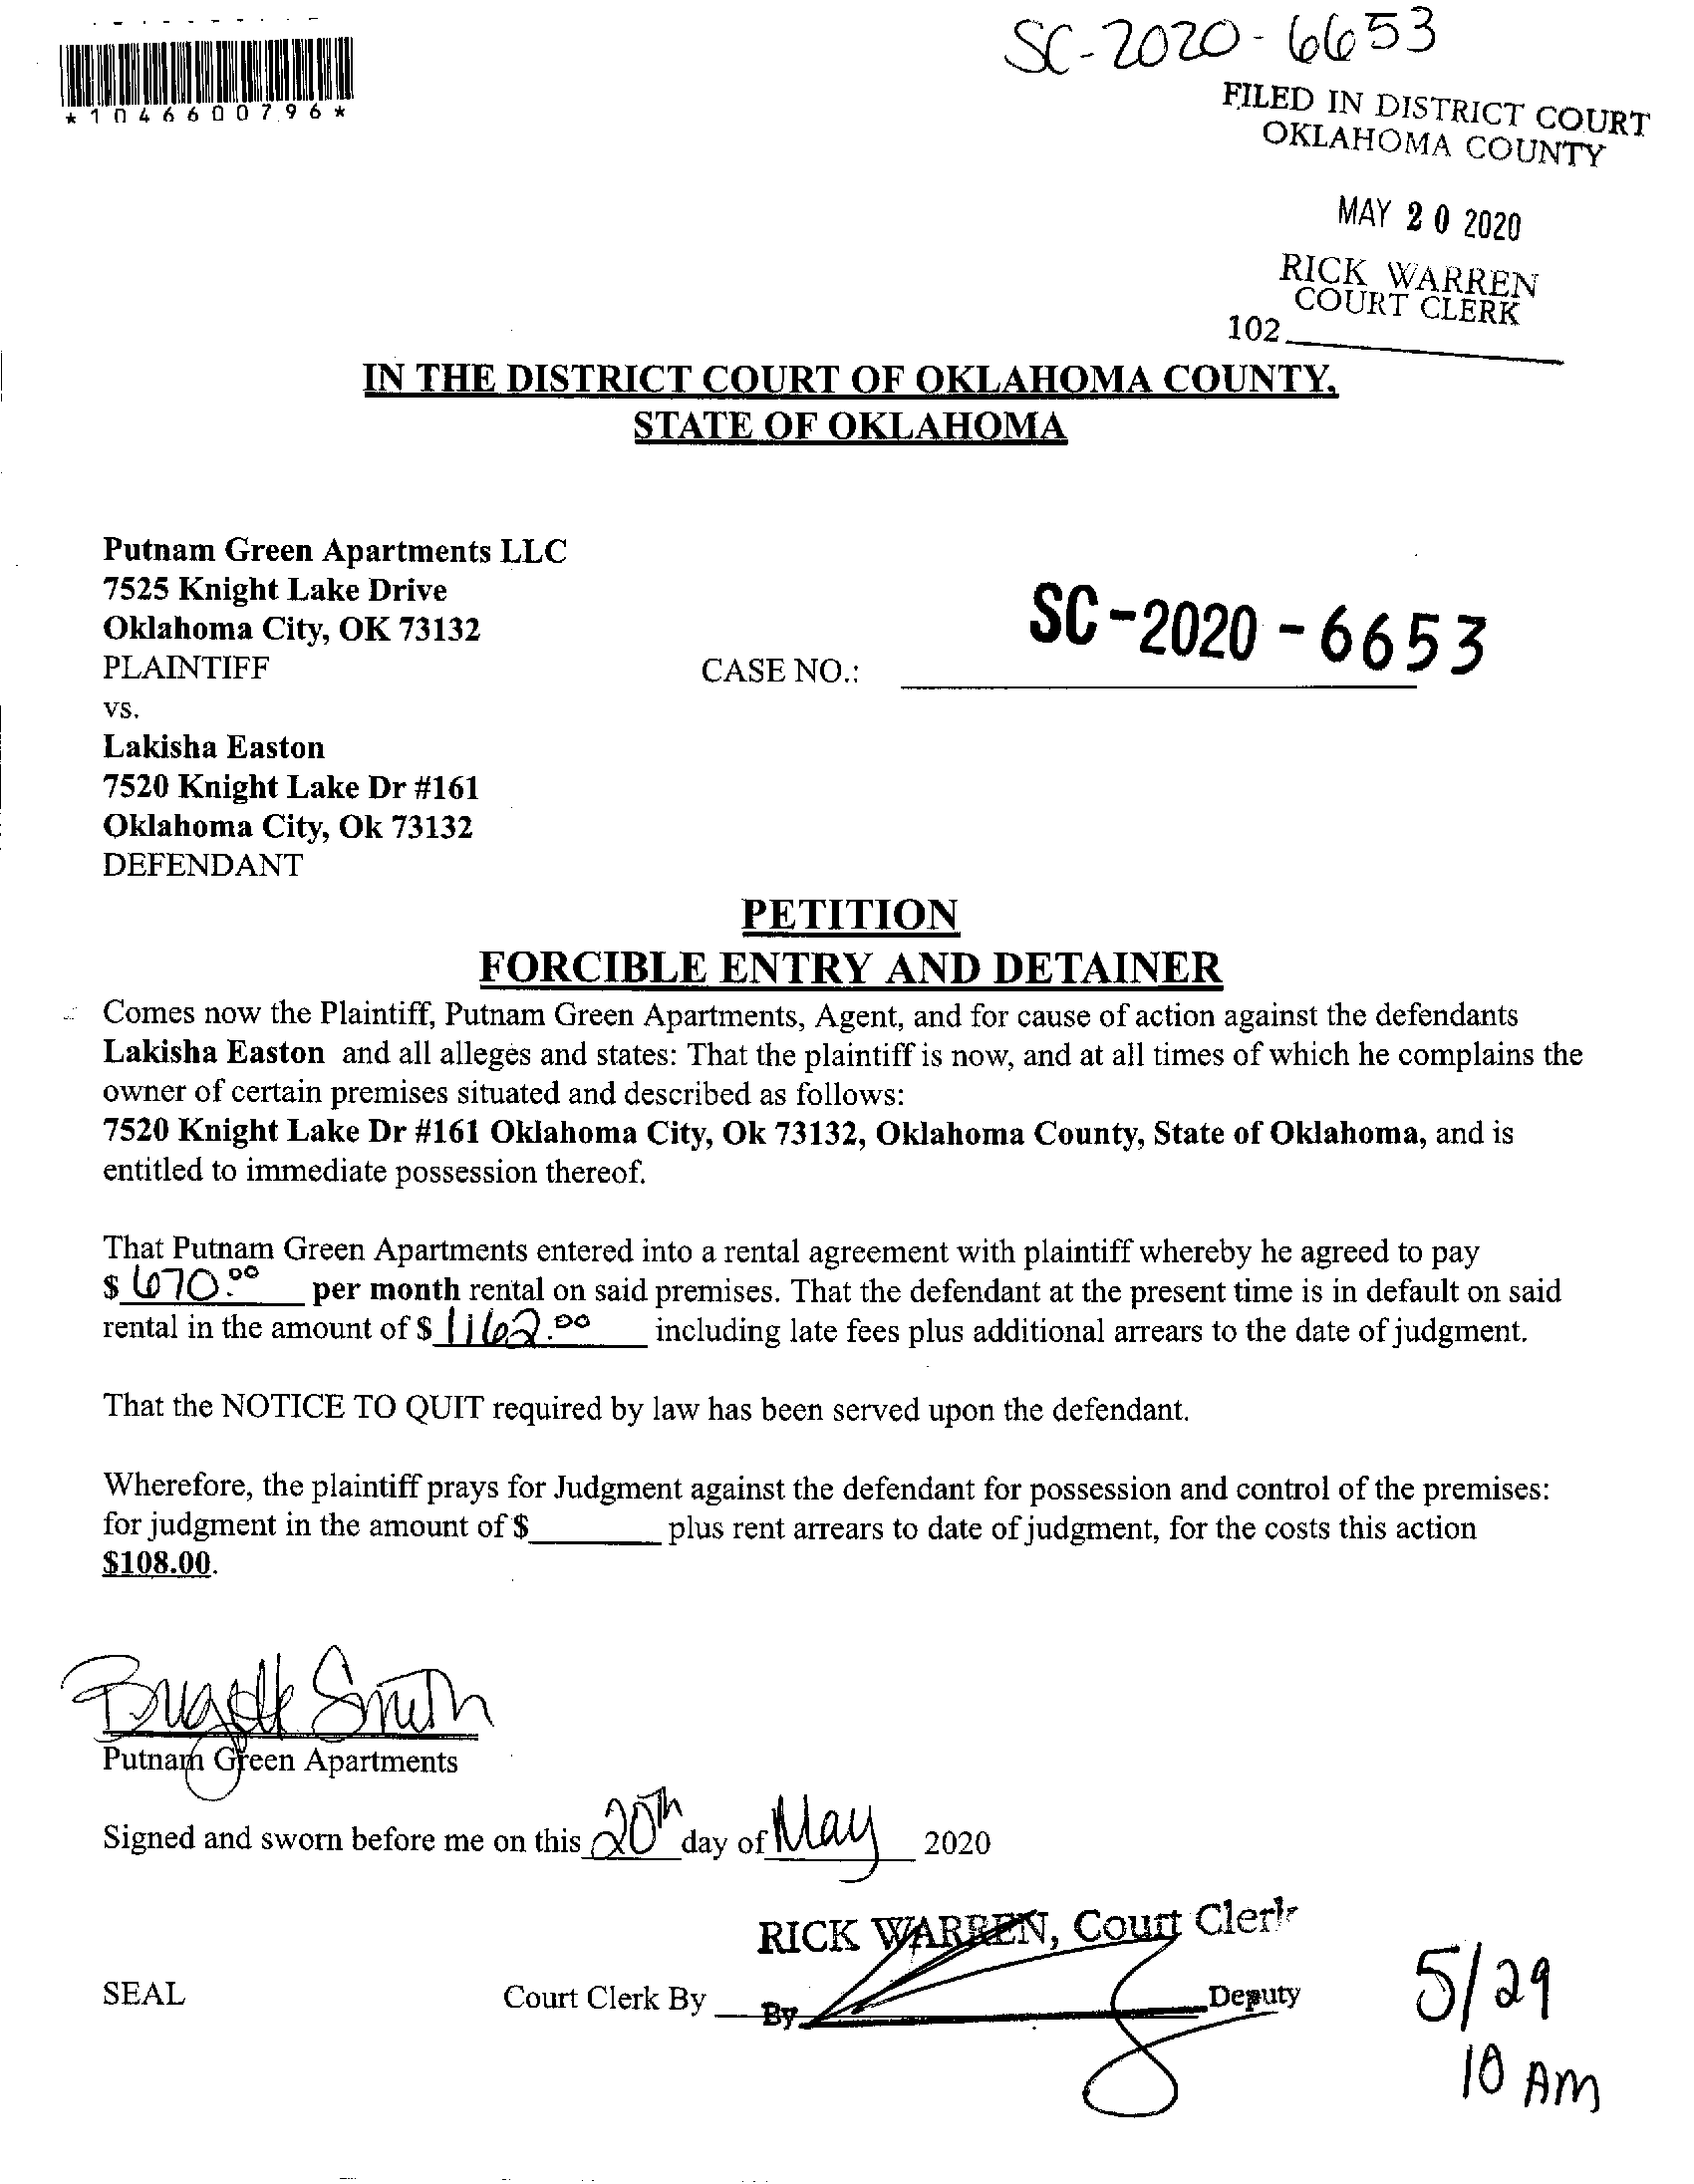 SC-2020-6653
*1046600796*
FILED IN DISTRICT COURT
OKLAHOMA COUNTY
MAY 20 2020
RICK WARREN
COURT CLERK
102
IN THE DISTRICT COURT OF OKLAHOMA COUNTY,
STATE OF OKLAHOMA
Putnam Green Apartments LLC
7525 Knight Lake Drive
Oklahoma City, OK 73132
SC-2020-6653
PLAINTIFF CASE NO.:
vs.
Lakisha Easton
7520 Knight Lake Dr #161
Oklahoma City, Ok 73132
DEFENDANT
PETITION
FORCIBLE ENTRY AND DETAINER
Comes now the Plaintiff, Putnam Green Apartments, Agent, and for cause of action against the defendants
Lakisha Easton and all alleges and states: That the plaintiff is now, and at all times of which he complains the
owner of certain premises situated and described as follows:
7520 Knight Lake Dr #161 Oklahoma City, Ok 73132, Oklahoma County, State of Oklahoma, and is
entitled to immediate possession thereof.
That Putnam Green Apartments entered into a rental agreement with plaintiff whereby he agreed to pay
$ 670.00 per month rental on said premises. That the defendant at the present time is in default on said
rental in the amount of $ 1162.00 including late fees plus additional arrears to the date of judgment.
That the NOTICE TO QUIT required by law has been served upon the defendant.
Wherefore, the plaintiff prays for Judgment against the defendant for possession and control of the premises:
for judgment in the amount of $ plus rent arrears to date of judgment, for the costs this action
$108.00.
Smith
Putnam Green Apartments
Signed and sworn before me on this 20th day of May 2020
RICK WARREN, Court Clerk
SEAL Court Clerk By By Deputy
5/29
10 AM